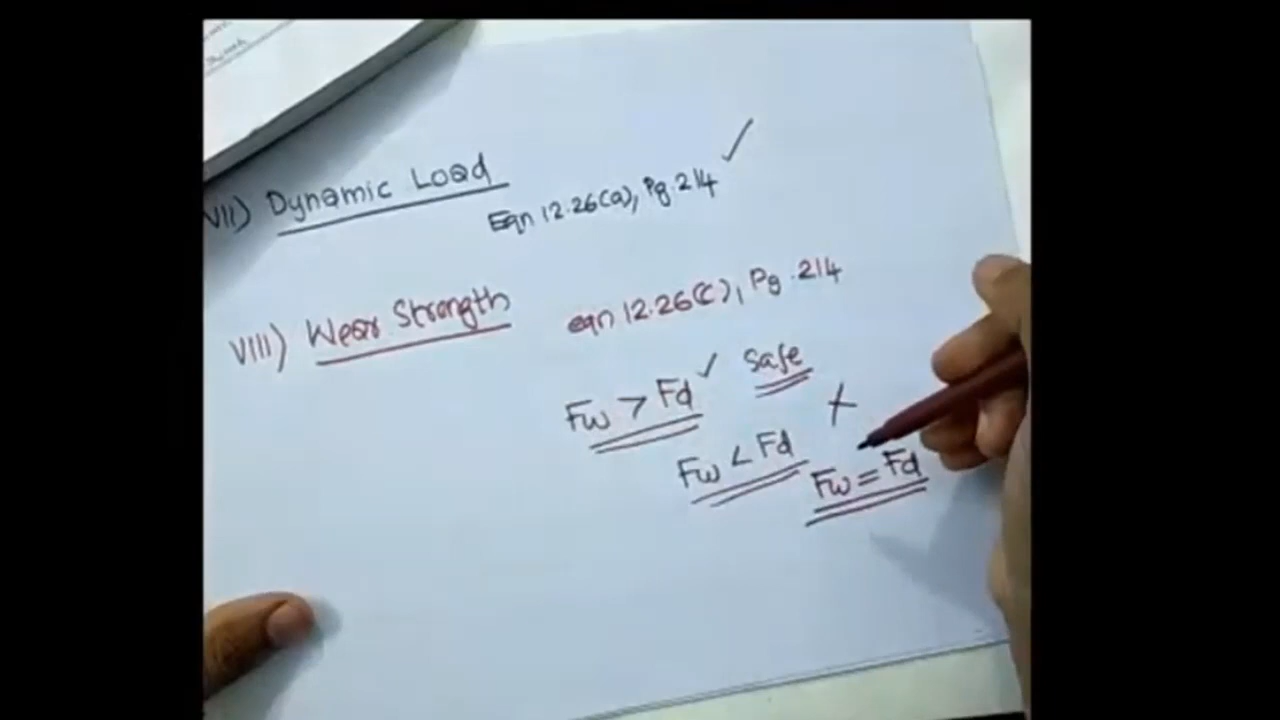 VII) Dynamic Load
Eqn 12.26(a), Pg.214 ✓
VIII) Wear Strength eqn 12.26(c), Pg.214
Fw > Fd ✓ Safe
Fw < Fd ×
Fw = Fd